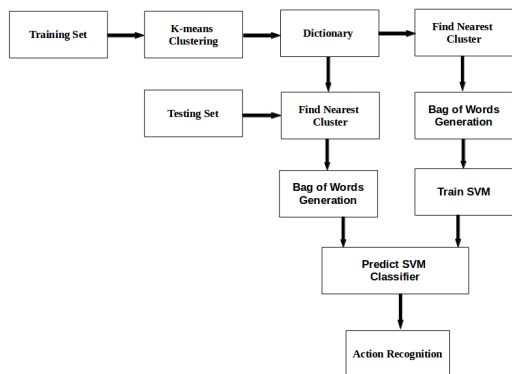 Training Set
K-means
Clustering
Dictionary
Find Nearest
Cluster
Testing Set
Find Nearest
Cluster
Bag of Words
Generation
Bag of Words
Generation
Train SVM
Predict SVM
Classifier
Action Recognition